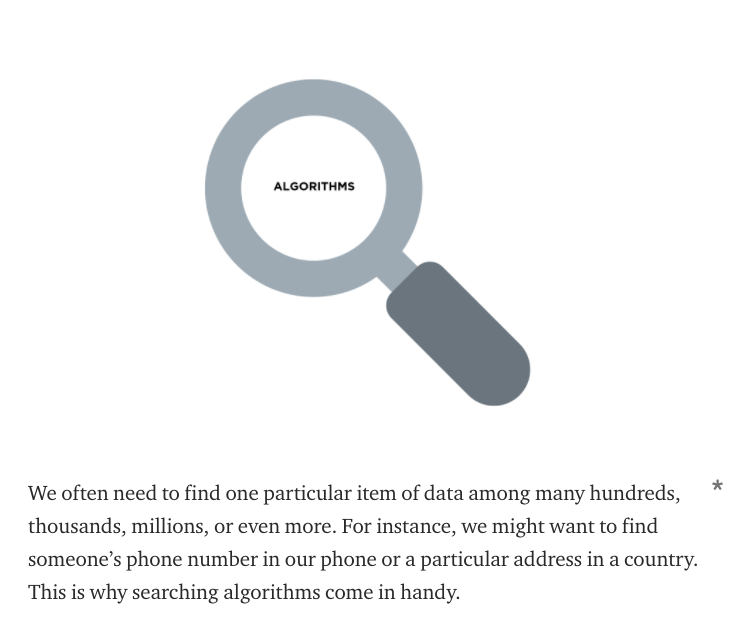 ALGORITHMS
We often need to find one particular item of data among many hundreds, *
thousands, millions, or even more. For instance, we might want to find
someone’s phone number in our phone or a particular address in a country.
This is why searching algorithms come in handy.